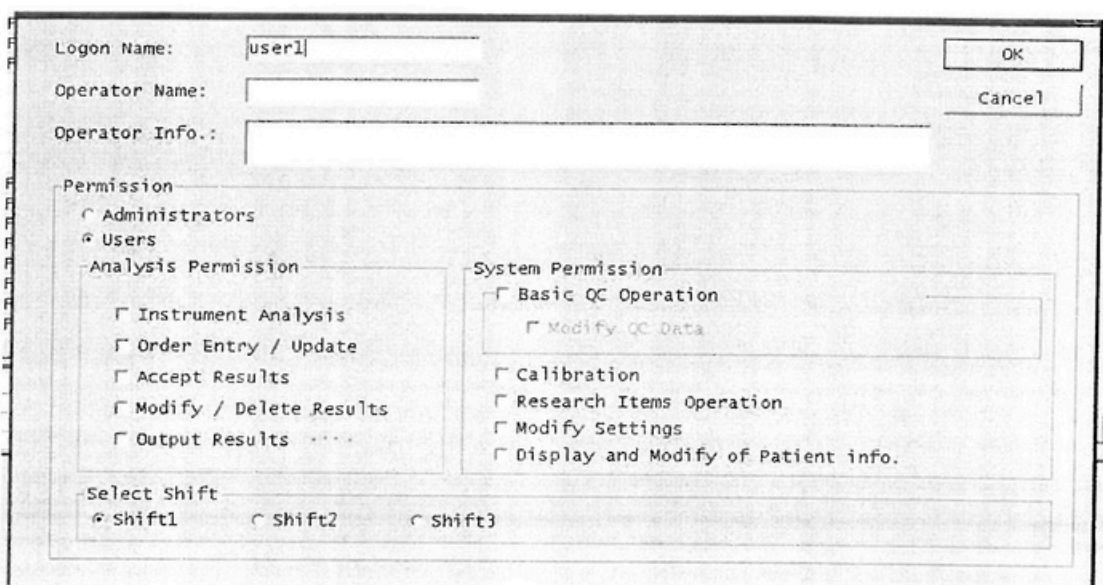 Logon Name: user1 OK
Operator Name: Cancel
Operator Info.:
Permission
Administrators
Users
Analysis Permission System Permission
Basic QC Operation
Instrument Analysis
Modify QC Data
Order Entry / Update
Accept Results Calibration
Research Items Operation
Modify / Delete Results
Modify Settings
Output Results
Display and Modify of Patient info.
Select Shift
Shift1 Shift2 Shift3